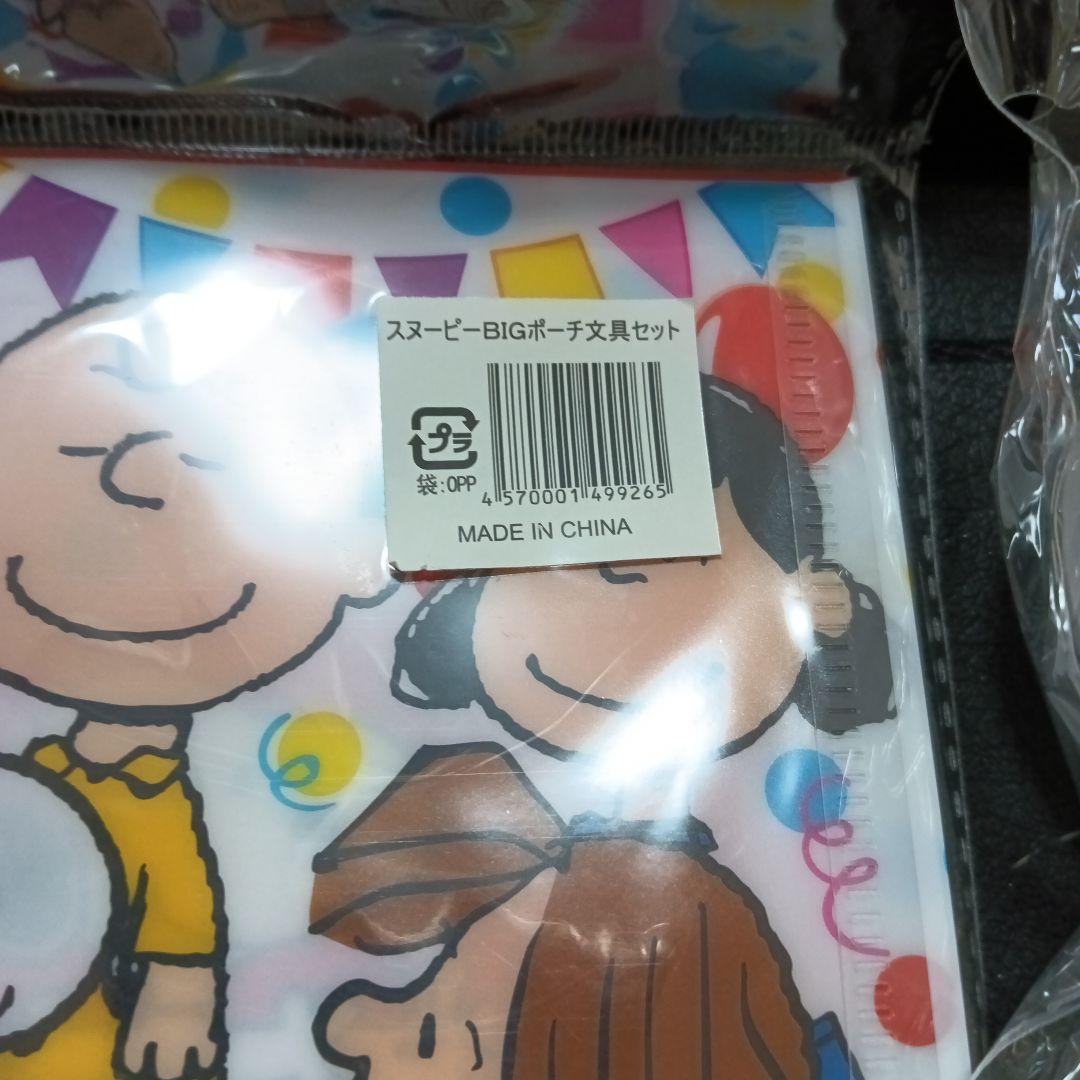 スヌーピーBIGポーチ文具セット
プラ
袋:OPP
4570001499265
MADE IN CHINA